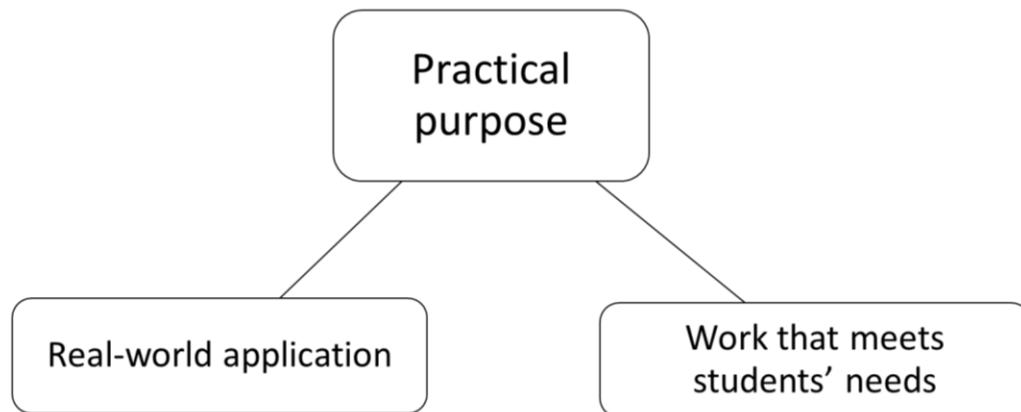 Practical
purpose
Real-world application
Work that meets
students’ needs